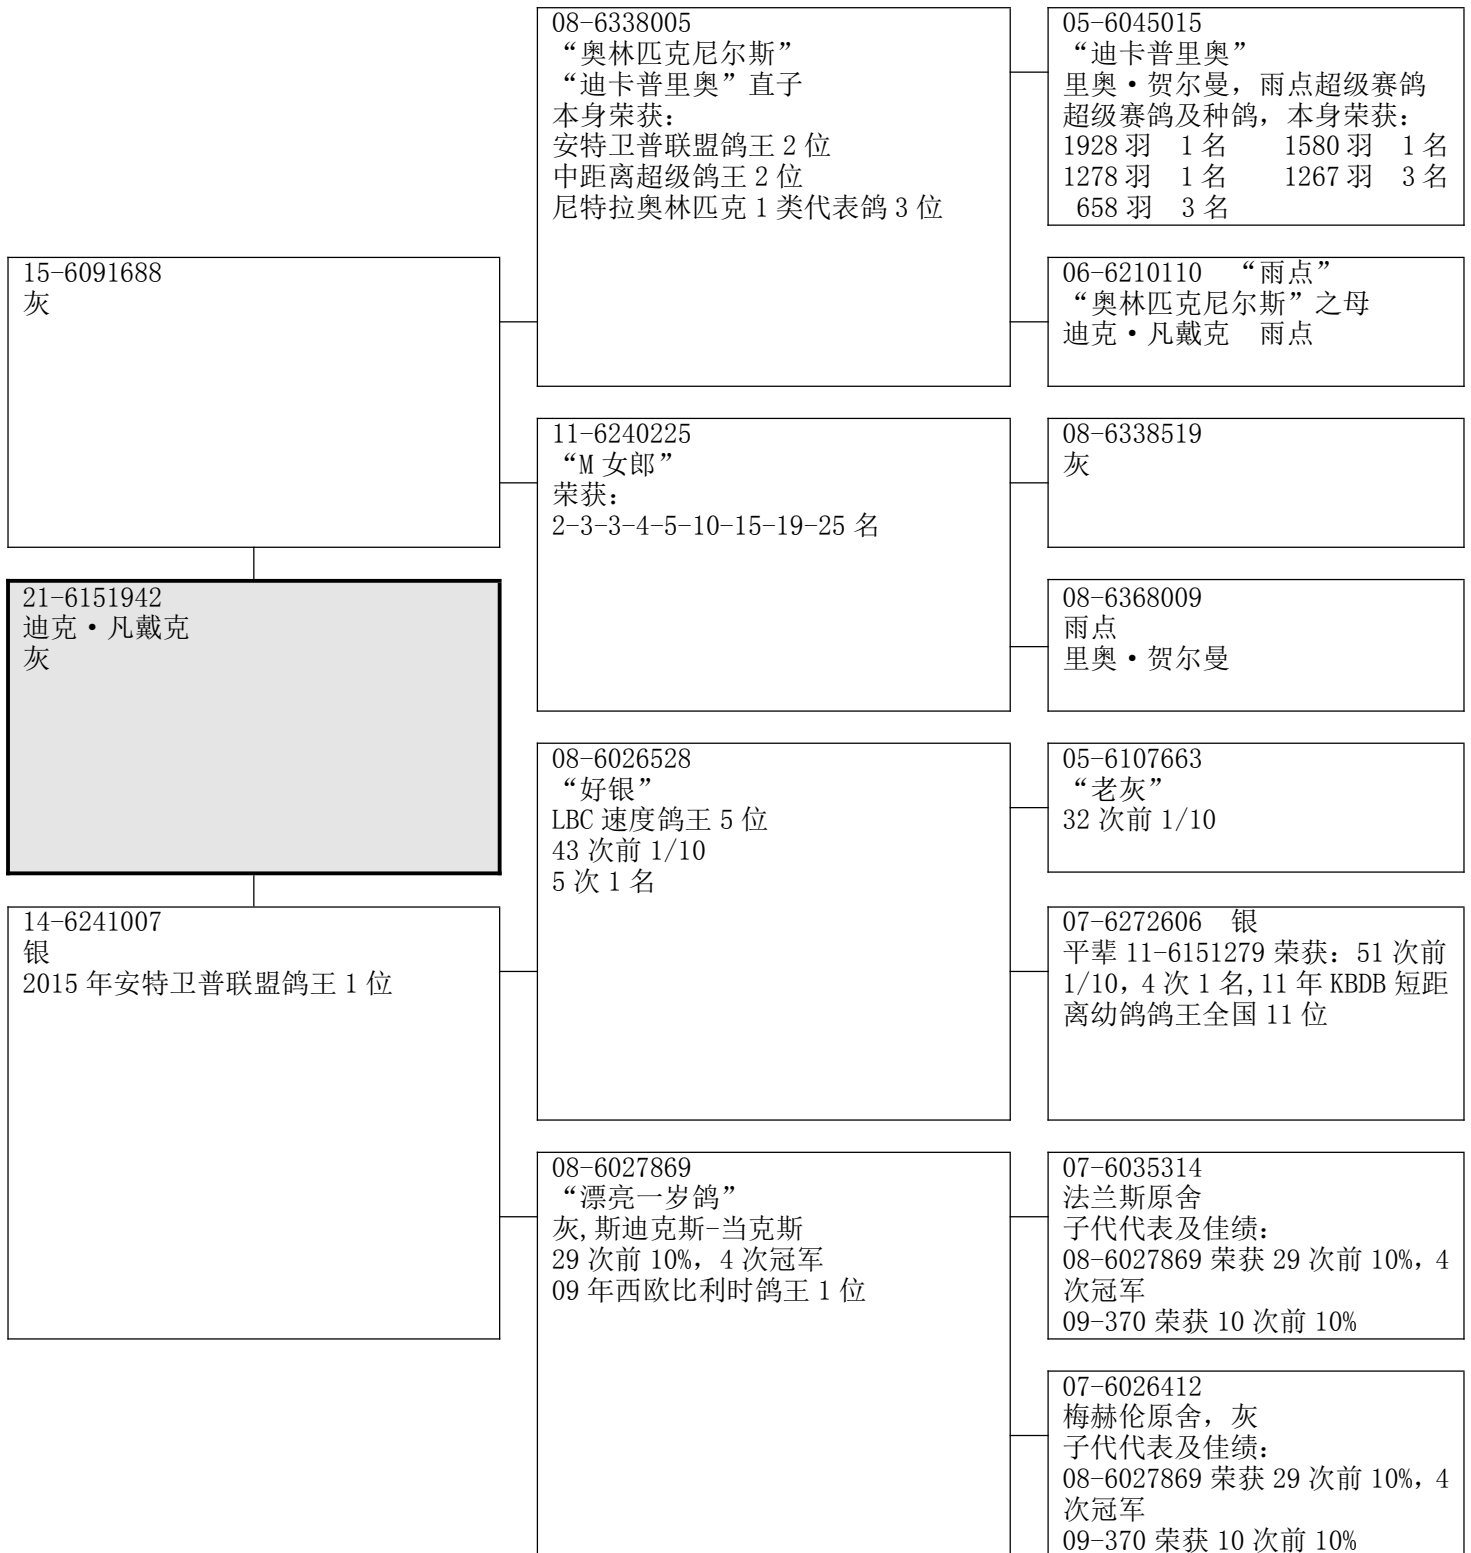 08-6338005
“奥林匹克尼尔斯”
“迪卡普里奥”直子
本身荣获：
安特卫普联盟鸽王 2 位
中距离超级鸽王 2 位
尼特拉奥林匹克 1 类代表鸽 3 位
05-6045015
“迪卡普里奥”
里奥·贺尔曼，雨点超级赛鸽
超级赛鸽及种鸽，本身荣获：
1928 羽 1 名 1580 羽 1 名
1278 羽 1 名 1267 羽 3 名
658 羽 3 名
15-6091688
灰
06-6210110 “雨点”
“奥林匹克尼尔斯”之母
迪克·凡戴克 雨点
11-6240225
“M 女郎”
荣获：
2-3-3-4-5-10-15-19-25 名
08-6338519
灰
21-6151942
迪克·凡戴克
灰
08-6368009
雨点
里奥·贺尔曼
08-6026528
“好银”
LBC 速度鸽王 5 位
43 次前 1/10
5 次 1 名
05-6107663
“老灰”
32 次前 1/10
14-6241007
银
2015 年安特卫普联盟鸽王 1 位
07-6272606 银
平辈 11-6151279 荣获：51 次前
1/10，4 次 1 名,11 年 KBDB 短距
离幼鸽鸽王全国 11 位
08-6027869
“漂亮一岁鸽”
灰,斯迪克斯-当克斯
29 次前 10%，4 次冠军
09 年西欧比利时鸽王 1 位
07-6035314
法兰斯原舍
子代代表及佳绩：
08-6027869 荣获 29 次前 10%，4
次冠军
09-370 荣获 10 次前 10%
07-6026412
梅赫伦原舍，灰
子代代表及佳绩：
08-6027869 荣获 29 次前 10%，4
次冠军
09-370 荣获 10 次前 10%